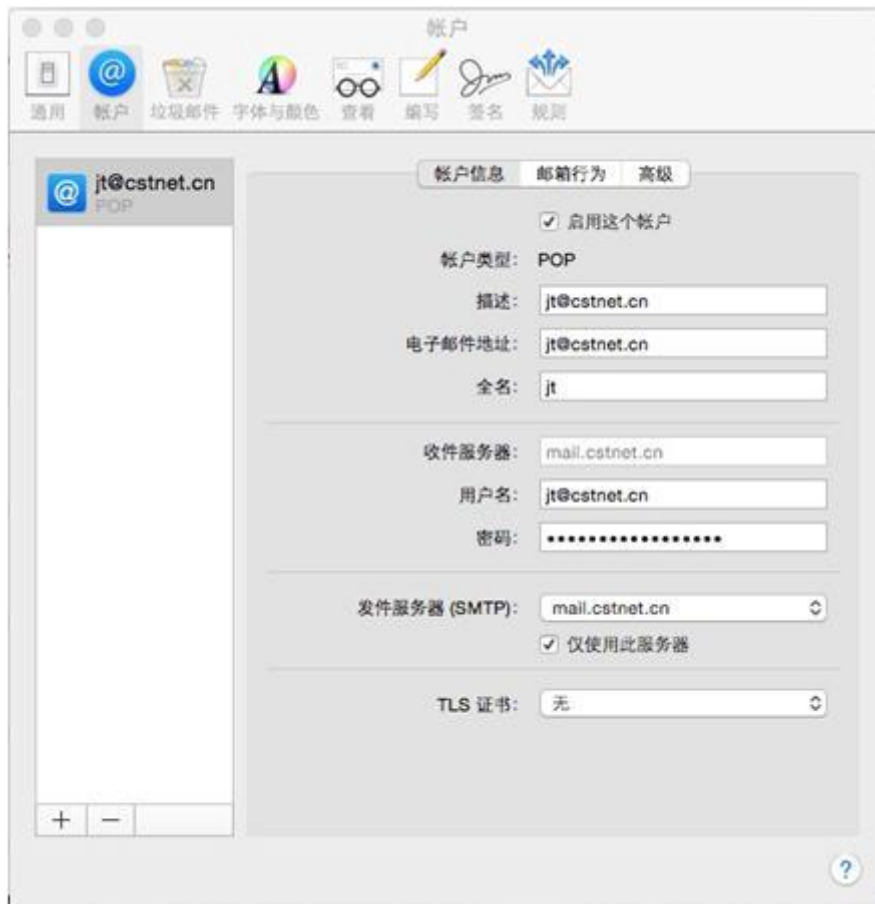 帐户
通用 帐户 垃圾邮件 字体与颜色 查看 编写 签名 规则
jt@cstnet.cn
POP
帐户信息 邮箱行为 高级
启用这个帐户
帐户类型: POP
描述: jt@cstnet.cn
电子邮件地址: jt@cstnet.cn
全名: jt
收件服务器: mail.cstnet.cn
用户名: jt@cstnet.cn
密码: •••••••••••••••••
发件服务器 (SMTP): mail.cstnet.cn
仅使用此服务器
TLS 证书: 无
+ −
?